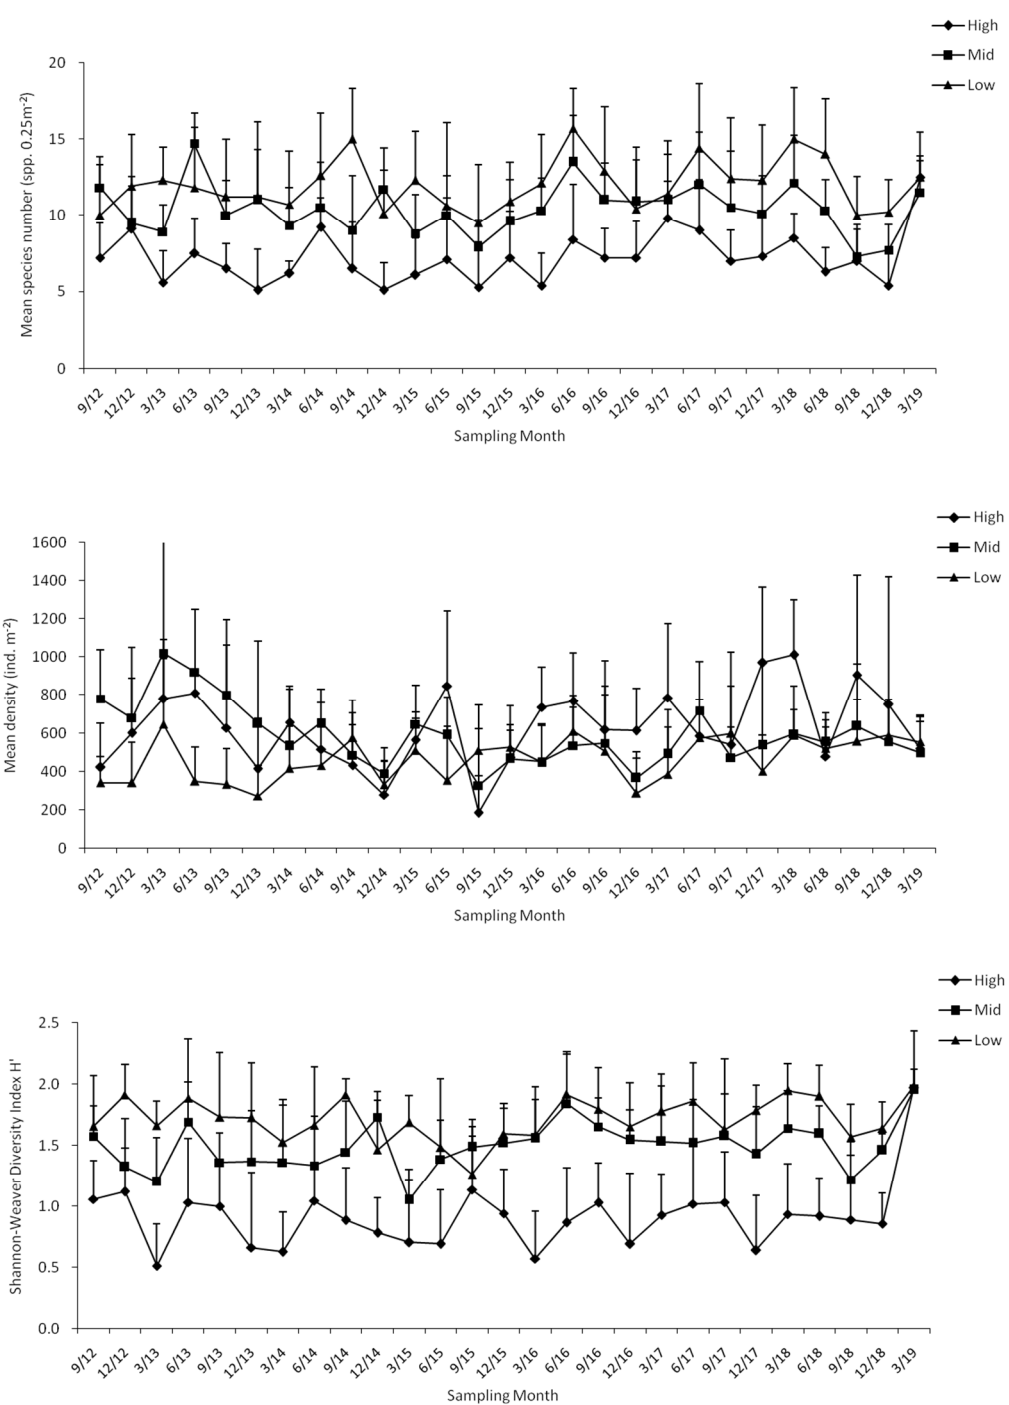 High
Mid
Low
20
15
10
5
0
Mean species number (spp. 0.25m⁻²)
9/12 12/12 3/13 6/13 9/13 12/13 3/14 6/14 9/14 12/14 3/15 6/15 9/15 12/15 3/16 6/16 9/16 12/16 3/17 6/17 9/17 12/17 3/18 6/18 9/18 12/18 3/19
Sampling Month
High
Mid
Low
1600
1400
1200
1000
800
600
400
200
0
Mean density (ind. m⁻²)
9/12 12/12 3/13 6/13 9/13 12/13 3/14 6/14 9/14 12/14 3/15 6/15 9/15 12/15 3/16 6/16 9/16 12/16 3/17 6/17 9/17 12/17 3/18 6/18 9/18 12/18 3/19
Sampling Month
High
Mid
Low
2.5
2.0
1.5
1.0
0.5
0.0
Shannon-Weaver Diversity Index H'
9/12 12/12 3/13 6/13 9/13 12/13 3/14 6/14 9/14 12/14 3/15 6/15 9/15 12/15 3/16 6/16 9/16 12/16 3/17 6/17 9/17 12/17 3/18 6/18 9/18 12/18 3/19
Sampling Month